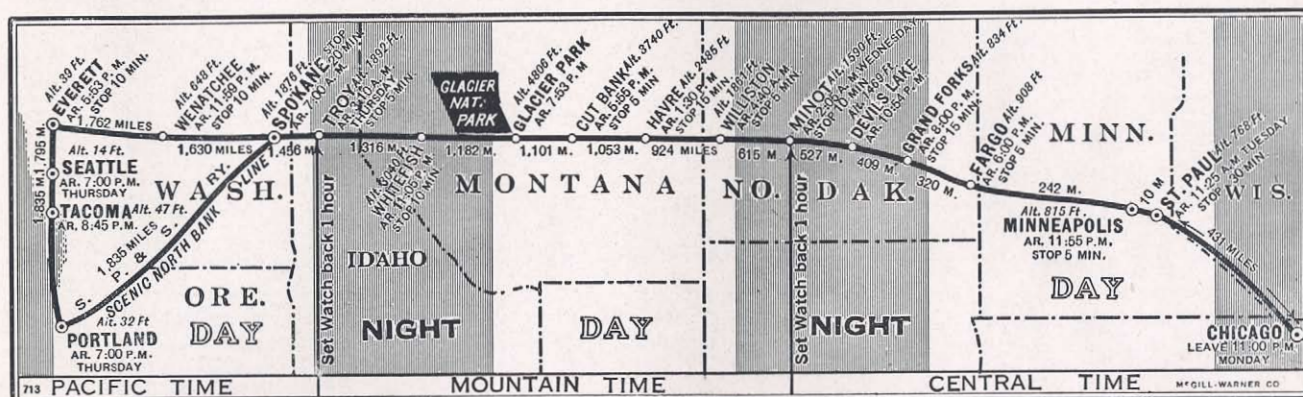 Alt. 30 Ft.
EVERETT
AR. 5:53 P.M.
STOP 10 MIN.
1,762 MILES
Alt. 648 Ft.
WENATCHEE
AR. 11:59 P.M.
STOP 10 MIN.
1,630 MILES
Alt. 1876 Ft.
SPOKANE
AR. 7:00 A.M.
STOP 20 MIN.
1,456 M.
Alt. 1892 Ft.
TROY
THURSDAY
STOP 5 MIN.
1,316 M.
GLACIER
NAT.
PARK
WHITEFISH
AR. 11:05 P.M.
STOP 10 MIN.
1,182 M.
Alt. 4806 Ft.
GLACIER PARK
AR. 7:53 P.M
1,101 M.
Alt. 3740 Ft.
CUT BANK
AR. 5:55 P.M.
STOP 5 MIN
1,053 M.
Alt. 2485 Ft.
HAVRE
AR. 1:30 P.M
STOP 15 MIN.
924 MILES
Alt. 1861 Ft.
WILLISTON
STOP 5 MIN.
615 M.
Alt. 1590 Ft.
MINOT
WEDNESDAY
STOP 10 MIN.
527 M.
Alt. 1469 Ft.
DEVILS LAKE
AR. 10:54 P.M.
409 M.
Alt. 834 Ft.
GRAND FORKS
AR. 8:00 P.M.
STOP 15 MIN.
320 M.
Alt. 908 Ft.
FARGO
AR. 6:00 P.M.
STOP 5 MIN.
242 M.
Alt. 815 Ft.
MINNEAPOLIS
AR. 11:55 P.M.
STOP 5 MIN.
10 M.
Alt. 768 Ft.
ST. PAUL
AR. 11:25 A.M. TUESDAY
STOP 30 MIN
431 MILES
CHICAGO
LEAVE 11:00 P.M.
MONDAY
1,795 M.
Alt. 14 Ft.
SEATTLE
AR. 7:00 P.M.
THURSDAY
1,835 M.
TACOMA Alt. 47 Ft.
AR. 8:45 P.M.
1,835 MILES
S. P. & S. RY.
SCENIC NORTH BANK LINE
Alt. 32 Ft
PORTLAND
AR. 7:00 P.M.
THURSDAY
WASH.
ORE.
IDAHO
MONTANA
NO. DAK.
MINN.
WIS.
DAY
NIGHT
DAY
NIGHT
DAY
Set Watch back 1 hour
Set Watch back 1 hour
713 PACIFIC TIME
MOUNTAIN TIME
CENTRAL TIME
McGILL-WARNER CO